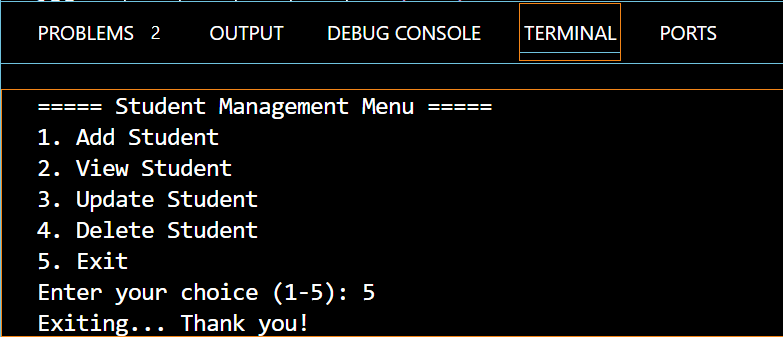 PROBLEMS 2 OUTPUT DEBUG CONSOLE TERMINAL PORTS
===== Student Management Menu =====
1. Add Student
2. View Student
3. Update Student
4. Delete Student
5. Exit
Enter your choice (1-5): 5
Exiting... Thank you!